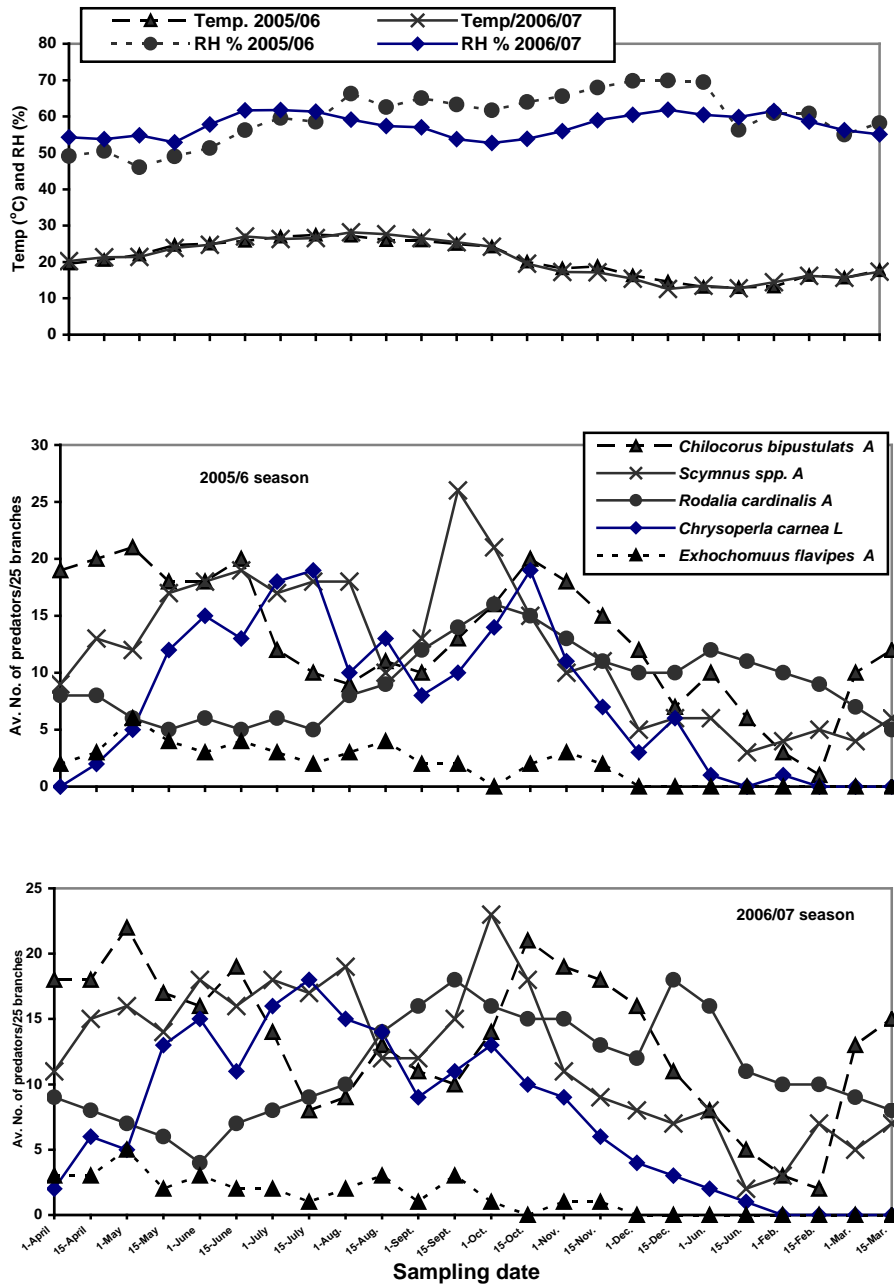 Temp. 2005/06
Temp/2006/07
RH % 2005/06
RH % 2006/07
Temp (°C) and RH (%)
80
70
60
50
40
30
20
10
0
2005/6 season
Chilocorus bipustulats A
Scymnus spp. A
Rodalia cardinalis A
Chrysoperla carnea L
Exhochomuus flavipes A
Av. No. of predators/25 branches
30
25
20
15
10
5
0
2006/07 season
Av. No. of predators/25 branches
25
20
15
10
5
0
1-April
15-April
1-May
15-May
1-June
15-June
1-July
15-July
1-Aug.
15-Aug.
1-Sept.
15-Sept.
1-Oct.
15-Oct.
1-Nov.
15-Nov.
1-Dec.
15-Dec.
1-Jun.
15-Jun.
1-Feb.
15-Feb.
1-Mar.
15-Mar.
Sampling date